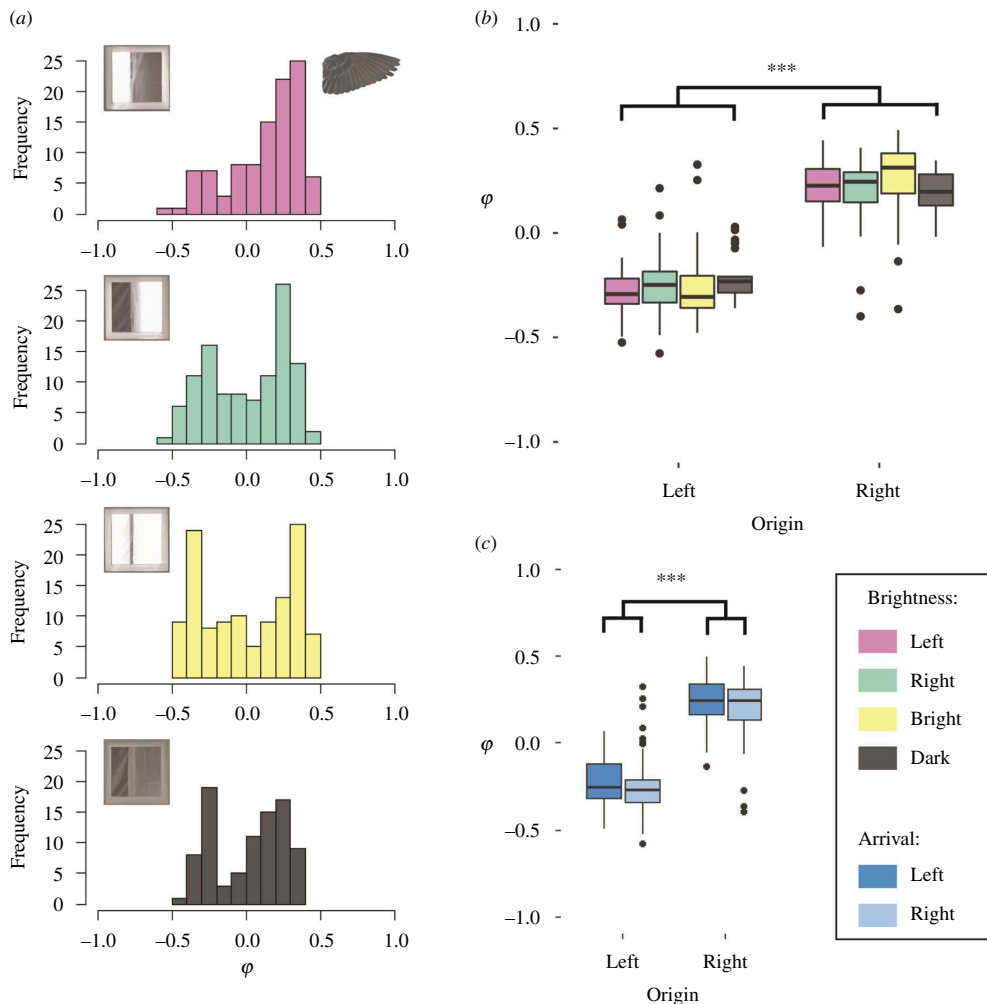 (a)
25
20
15
10
5
0
Frequency
−1.0 −0.5 0.0 0.5 1.0
25
20
15
10
5
0
Frequency
−1.0 −0.5 0.0 0.5 1.0
25
20
15
10
5
0
Frequency
−1.0 −0.5 0.0 0.5 1.0
25
20
15
10
5
0
Frequency
−1.0 −0.5 0.0 0.5 1.0
φ
(b)
1.0
0.5
0.0
−0.5
−1.0
φ
***
Left Right
Origin
(c)
1.0
0.5
0.0
−0.5
−1.0
φ
***
Left Right
Origin
Brightness:
Left
Right
Bright
Dark
Arrival:
Left
Right